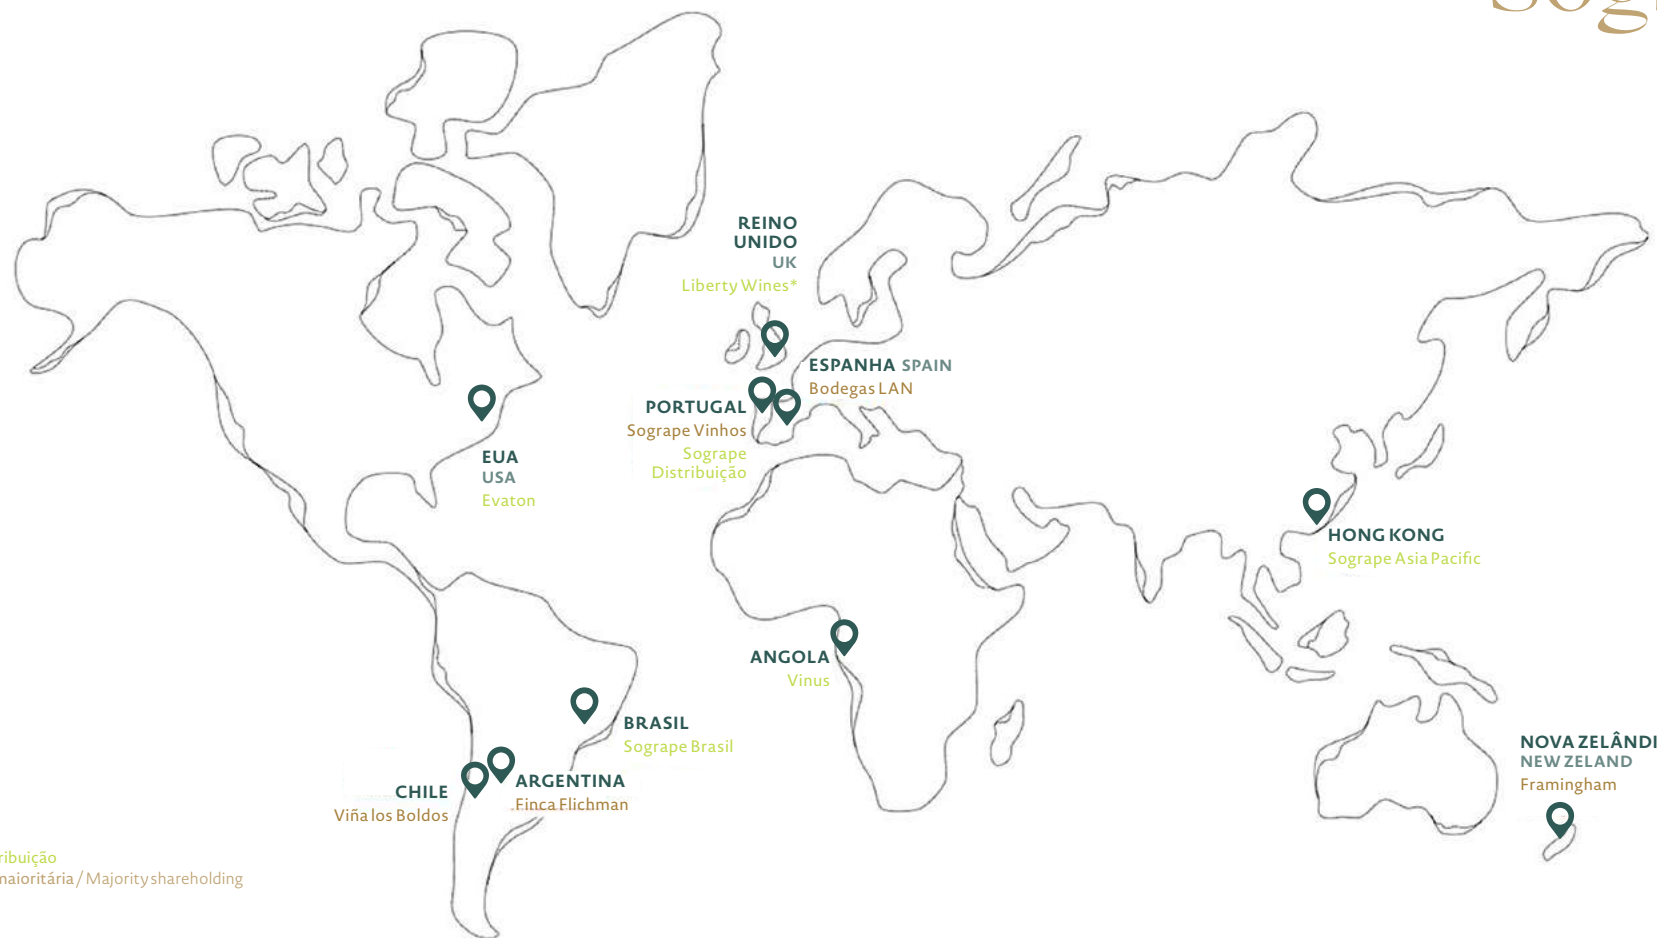 REINO
UNIDO
UK
Liberty Wines*
ESPANHA SPAIN
Bodegas LAN
PORTUGAL
Sogrape Vinhos
Sogrape
Distribuição
EUA
USA
Evaton
HONG KONG
Sogrape Asia Pacific
ANGOLA
Vinus
BRASIL
Sogrape Brasil
NOVA ZELÂNDI
NEW ZELAND
Framingham
ARGENTINA
Finca Flichman
CHILE
Viña los Boldos
ribuição
maioritária / Majority shareholding